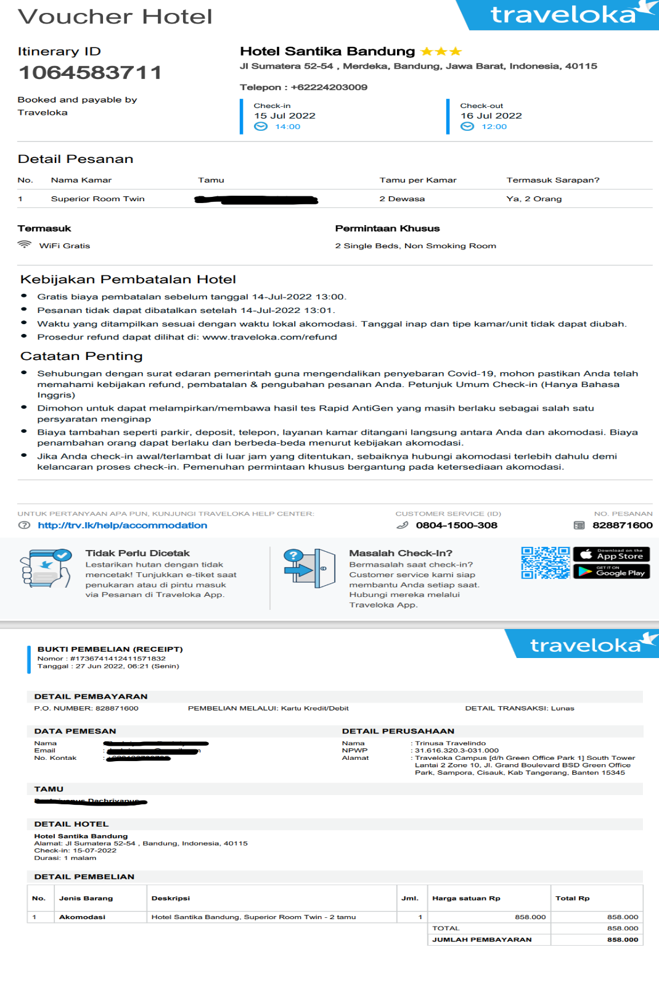 Voucher Hotel
traveloka
Itinerary ID
1064583711
Booked and payable by
Traveloka
Hotel Santika Bandung
Jl Sumatera 52-54 , Merdeka, Bandung, Jawa Barat, Indonesia, 40115
Telepon : +62224203009
Check-in
15 Jul 2022
14:00
Check-out
16 Jul 2022
12:00
Detail Pesanan
No. Nama Kamar Tamu Tamu per Kamar Termasuk Sarapan?
1 Superior Room Twin 2 Dewasa Ya, 2 Orang
Termasuk
WiFi Gratis
Permintaan Khusus
2 Single Beds, Non Smoking Room
Kebijakan Pembatalan Hotel
Gratis biaya pembatalan sebelum tanggal 14-Jul-2022 13:00.
Pesanan tidak dapat dibatalkan setelah 14-Jul-2022 13:01.
Waktu yang ditampilkan sesuai dengan waktu lokal akomodasi. Tanggal inap dan tipe kamar/unit tidak dapat diubah.
Prosedur refund dapat dilihat di: www.traveloka.com/refund
Catatan Penting
Sehubungan dengan surat edaran pemerintah guna mengendalikan penyebaran Covid-19, mohon pastikan Anda telah
memahami kebijakan refund, pembatalan & pengubahan pesanan Anda. Petunjuk Umum Check-in (Hanya Bahasa
Inggris)
Dimohon untuk dapat melampirkan/membawa hasil tes Rapid AntiGen yang masih berlaku sebagai salah satu
persyaratan menginap
Biaya tambahan seperti parkir, deposit, telepon, layanan kamar ditangani langsung antara Anda dan akomodasi. Biaya
penambahan orang dapat berlaku dan berbeda-beda menurut kebijakan akomodasi.
Jika Anda check-in awal/terlambat di luar jam yang ditentukan, sebaiknya hubungi akomodasi terlebih dahulu demi
kelancaran proses check-in. Pemenuhan permintaan khusus bergantung pada ketersediaan akomodasi.
UNTUK PERTANYAAN APA PUN, KUNJUNGI TRAVELOKA HELP CENTER:
http://trv.lk/help/accommodation
CUSTOMER SERVICE (ID)
0804-1500-308
NO. PESANAN
828871600
Tidak Perlu Dicetak
Lestarikan hutan dengan tidak
mencetak! Tunjukkan e-tiket saat
penukaran atau di pintu masuk
via Pesanan di Traveloka App.
Masalah Check-In?
Bermasalah saat check-in?
Customer service kami siap
membantu Anda setiap saat.
Hubungi mereka melalui
Traveloka App.
Download on the
App Store
GET IT ON
Google Play
traveloka
BUKTI PEMBELIAN (RECEIPT)
Nomor : #1736741412411571832
Tanggal : 27 Jun 2022, 06:21 (Senin)
DETAIL PEMBAYARAN
P.O. NUMBER: 828871600 PEMBELIAN MELALUI: Kartu Kredit/Debit DETAIL TRANSAKSI: Lunas
DATA PEMESAN
Nama :
Email :
No. Kontak :
DETAIL PERUSAHAAN
Nama : Trinusa Travelindo
NPWP : 31.616.320.3-031.000
Alamat : Traveloka Campus [d/h Green Office Park 1] South Tower
Lantai 2 Zone 10, Jl. Grand Boulevard BSD Green Office
Park, Sampora, Cisauk, Kab Tangerang, Banten 15345
TAMU
DETAIL HOTEL
Hotel Santika Bandung
Alamat: Jl Sumatera 52-54 , Bandung, Indonesia, 40115
Check-in: 15-07-2022
Durasi: 1 malam
DETAIL PEMBELIAN
No. Jenis Barang Deskripsi Jml. Harga satuan Rp Total Rp
1 Akomodasi Hotel Santika Bandung, Superior Room Twin - 2 tamu 1 858.000 858.000
TOTAL 858.000
JUMLAH PEMBAYARAN 858.000